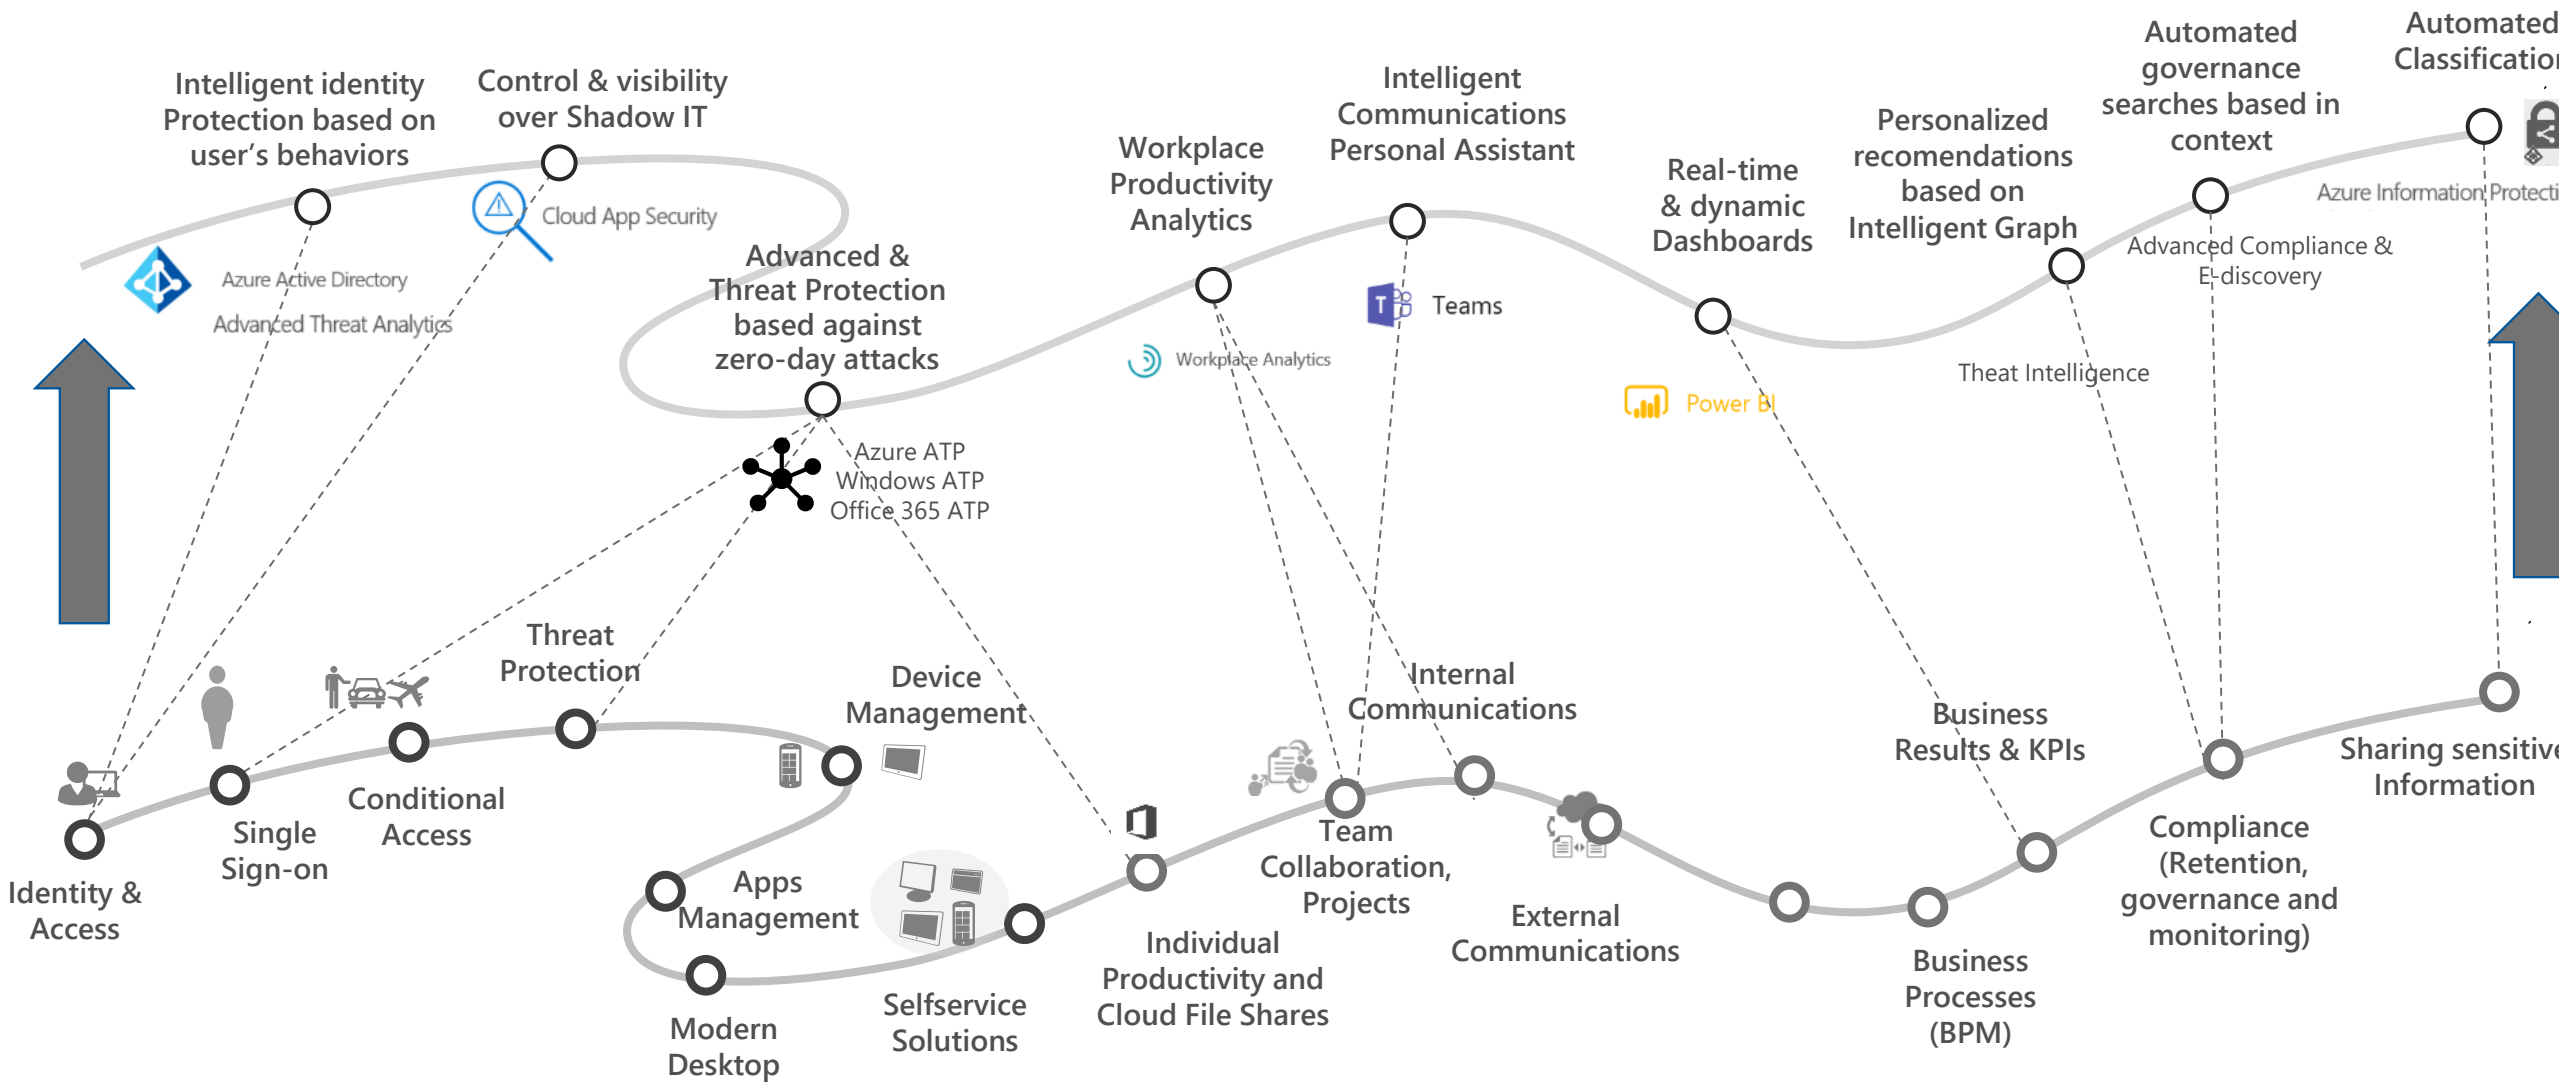 Intelligent identity
Protection based on
user's behaviors
Control & visibility
over Shadow IT
Cloud App Security
Azure Active Directory
Advanced Threat Analytics
Advanced &
Threat Protection
based against
zero-day attacks
Azure ATP
Windows ATP
Office 365 ATP
Workplace
Productivity
Analytics
Workplace Analytics
Intelligent
Communications
Personal Assistant
T
Teams
Real-time
& dynamic
Dashboards
Power BI
Personalized
recomendations
based on
Intelligent Graph
Theat Intelligence
Automated
governance
searches based in
context
Advanced Compliance &
E-discovery
Automated
Classification
Azure Information Protecti
Identity &
Access
Single
Sign-on
Conditional
Access
Threat
Protection
Device
Management
Apps
Management
Modern
Desktop
Selfservice
Solutions
Individual
Productivity and
Cloud File Shares
Team
Collaboration,
Projects
Internal
Communications
External
Communications
Business
Processes
(BPM)
Business
Results & KPIs
Compliance
(Retention,
governance and
monitoring)
Sharing sensitive
Information